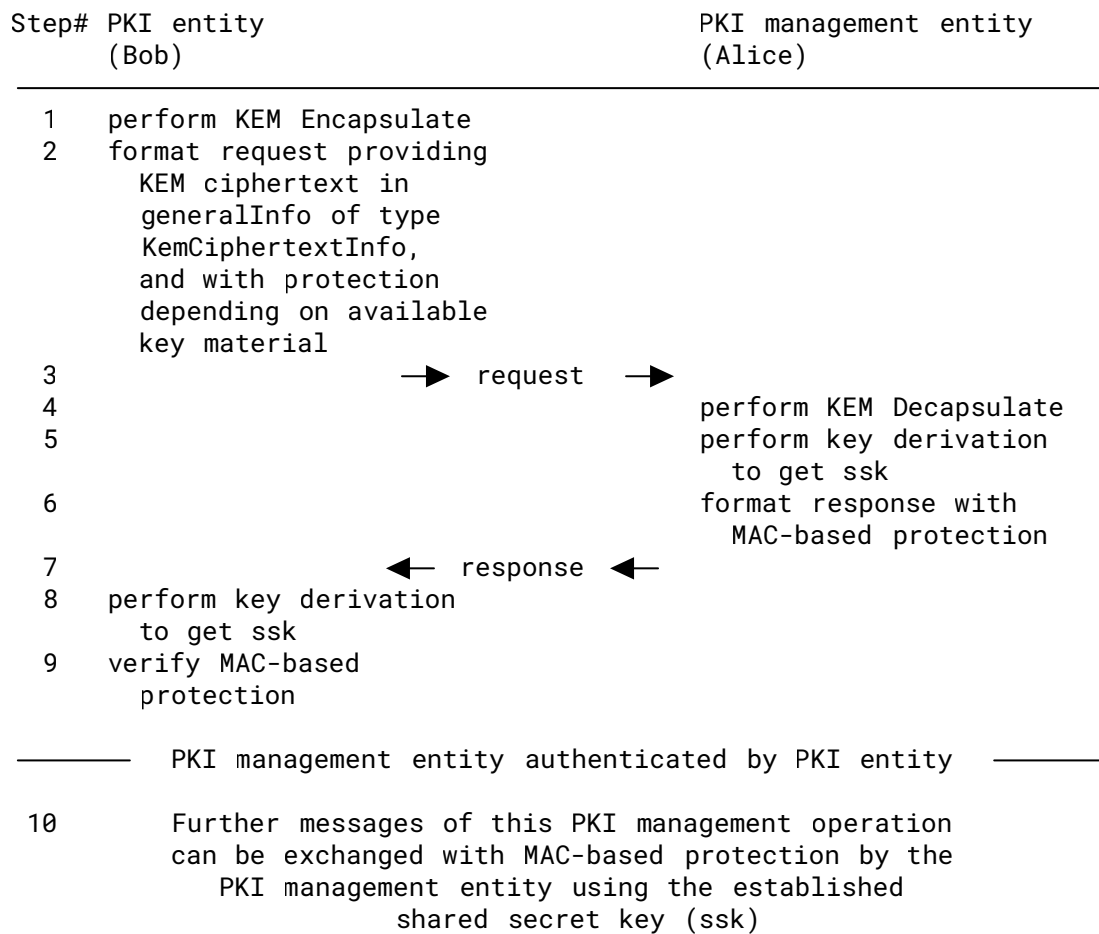 Step# PKI entity PKI management entity
(Bob) (Alice)
1 perform KEM Encapsulate
2 format request providing
KEM ciphertext in
generalInfo of type
KemCiphertextInfo,
and with protection
depending on available
key material
3 request
4 perform KEM Decapsulate
5 perform key derivation
to get ssk
6 format response with
MAC-based protection
7 response
8 perform key derivation
to get ssk
9 verify MAC-based
protection
PKI management entity authenticated by PKI entity
10 Further messages of this PKI management operation
can be exchanged with MAC-based protection by the
PKI management entity using the established
shared secret key (ssk)